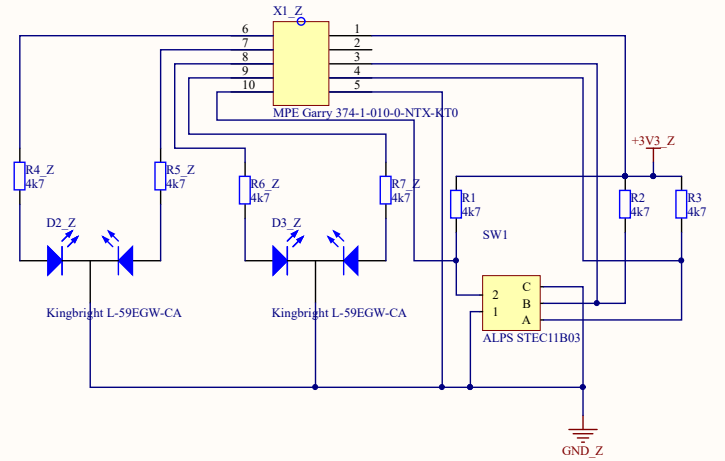 X1_Z
6 1
7 2
8 3
9 4
10 5
MPE Garry 374-1-010-0-NTX-KT0
+3V3_Z
R4_Z
4k7
R5_Z
4k7
R6_Z
4k7
R7_Z
4k7
R1
4k7
R2
4k7
R3
4k7
D2_Z
D3_Z
SW1
2
1
C
B
A
Kingbright L-59EGW-CA
Kingbright L-59EGW-CA
ALPS STEC11B03
GND_Z